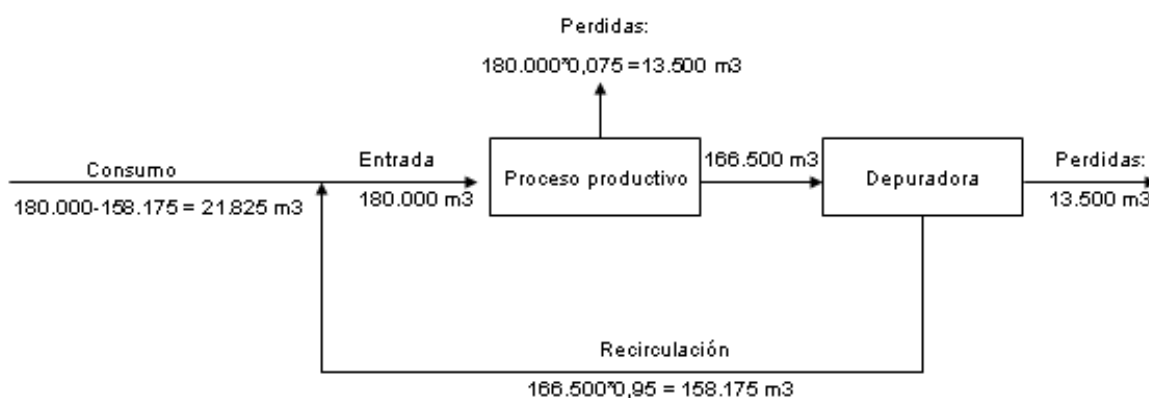 Perdidas:
180.000*0,075 =13.500 m3
Consumo
180.000-158.175 = 21.825 m3
Entrada
180.000 m3
Proceso productivo
166.500 m3
Depuradora
Perdidas:
13.500 m3
Recirculación
166.500*0,95 = 158.175 m3